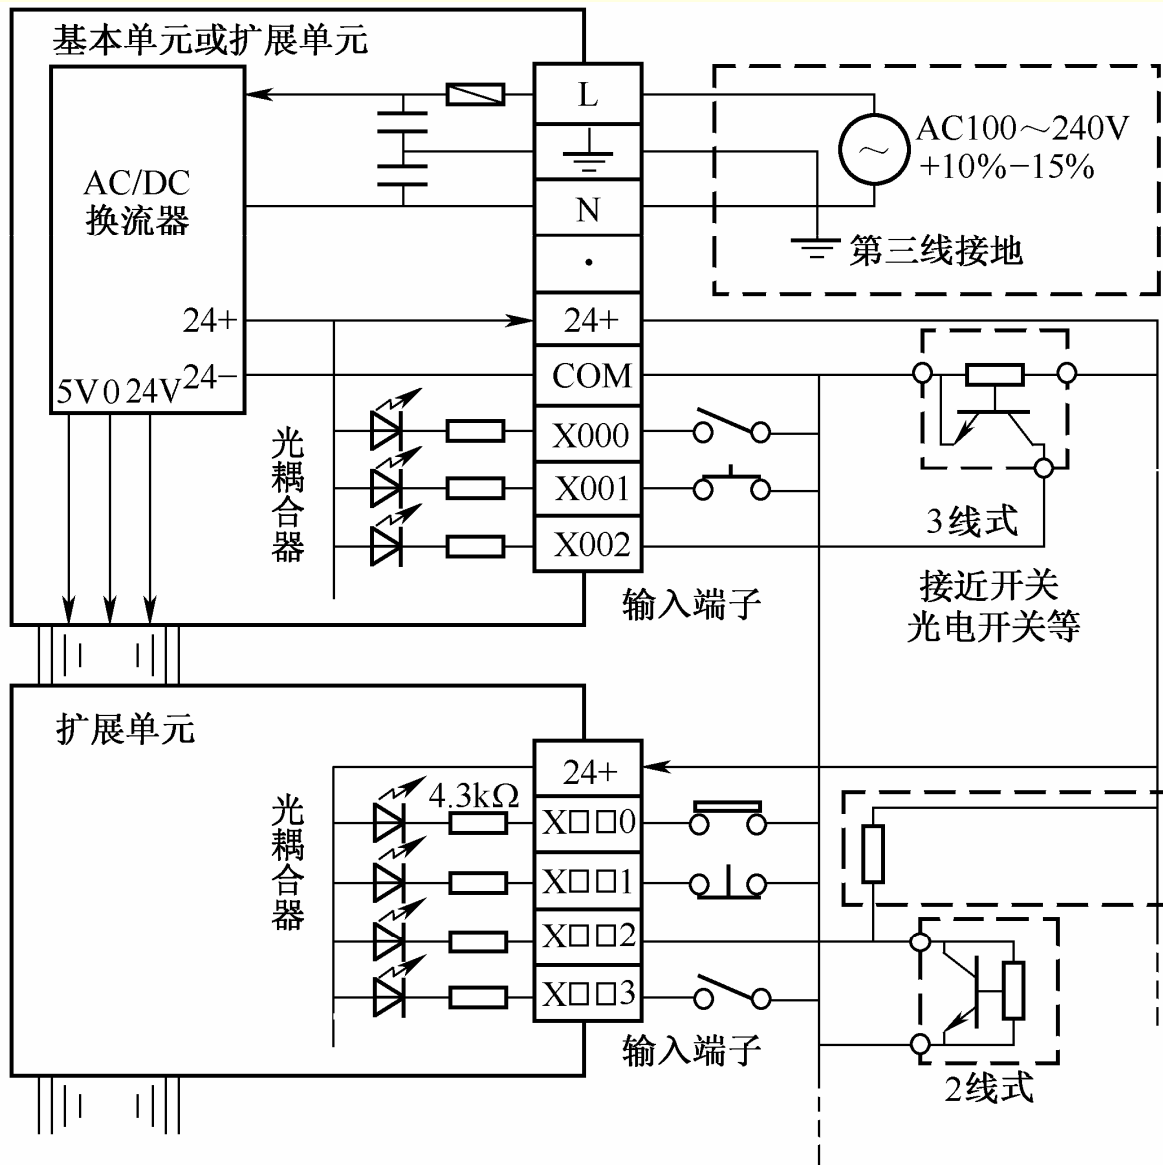 基本单元或扩展单元
L
AC100～240V
+10%−15%
～
AC/DC
换流器
N
·
第三线接地
24+
24+
24−
COM
5V 0 24V
光耦合器
X000
X001
3线式
X002
接近开关
光电开关等
输入端子
扩展单元
24+
光耦合器
4.3kΩ
X□□0
X□□1
X□□2
X□□3
输入端子
2线式